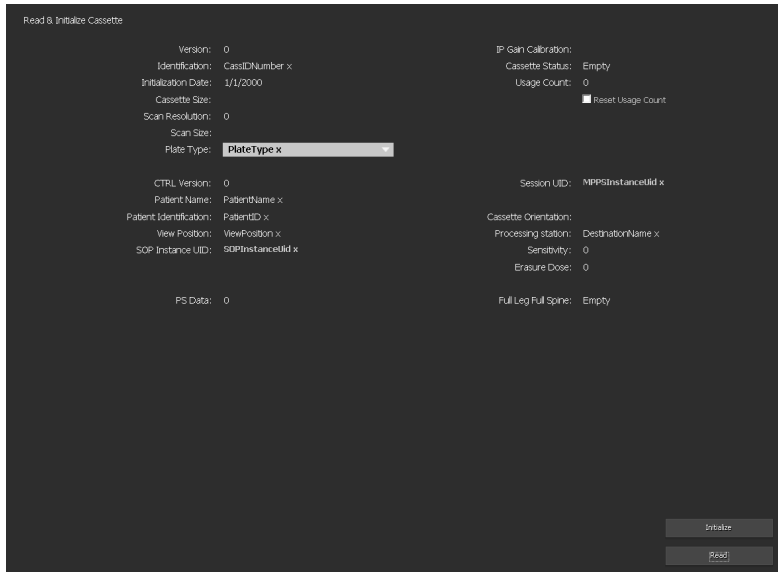 Read & Initialize Cassette
Version: 0
Identification: CassIDNumber x
Initialization Date: 1/1/2000
Cassette Size:
Scan Resolution: 0
Scan Size:
Plate Type: PlateType x
IP Gain Calibration:
Cassette Status: Empty
Usage Count: 0
Reset Usage Count
CTRL Version: 0
Patient Name: PatientName x
Patient Identification: PatientID x
View Position: ViewPosition x
SOP Instance UID: SOPInstanceUid x
Session UID: MPPSInstanceUid x
Cassette Orientation:
Processing station: DestinationName x
Sensitivity: 0
Erasure Dose: 0
PS Data: 0
Full Leg Full Spine: Empty
Initialize
Read